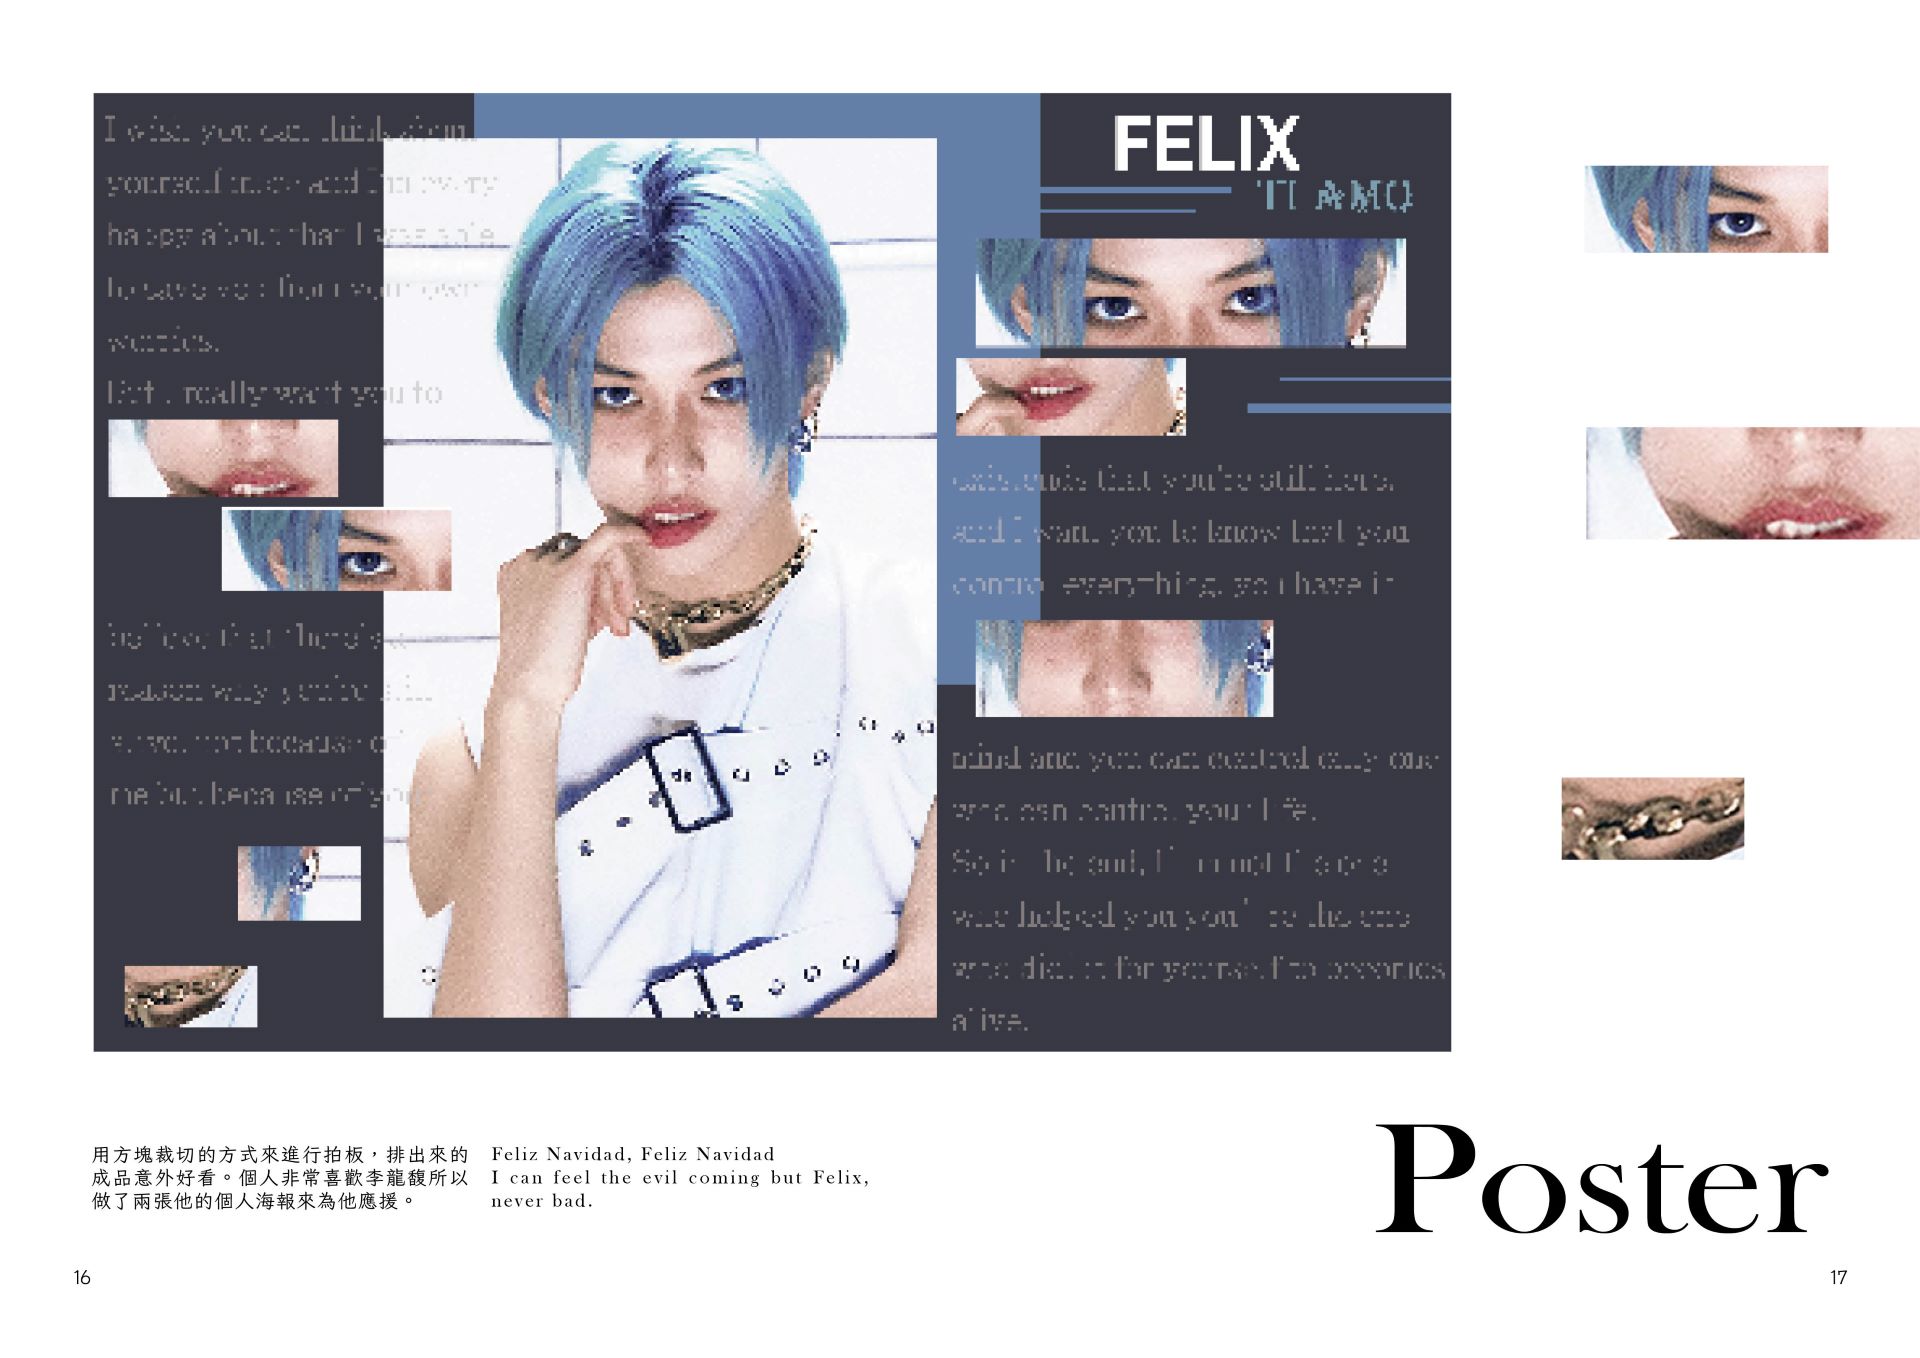 I wish you can think about
yourself more and I'm very
happy about that I was able
to save you from your own
worries.
But I really want you to
believe that there's a
reason why you're still
not because of
me but because of you
FELIX
TI AMO
that you're still here,
and I want you to know that you
control everything, you have in
mind and you can control only one
who can control your life.
So in the end, I'm not the one
who helped you you're the one
who did it for yourself to
alive.
用方塊裁切的方式來進行拍板，排出來的
成品意外好看。個人非常喜歡李龍馥所以
做了兩張他的個人海報來為他應援。
Feliz Navidad, Feliz Navidad
I can feel the evil coming but Felix,
never bad.
Poster
16
17